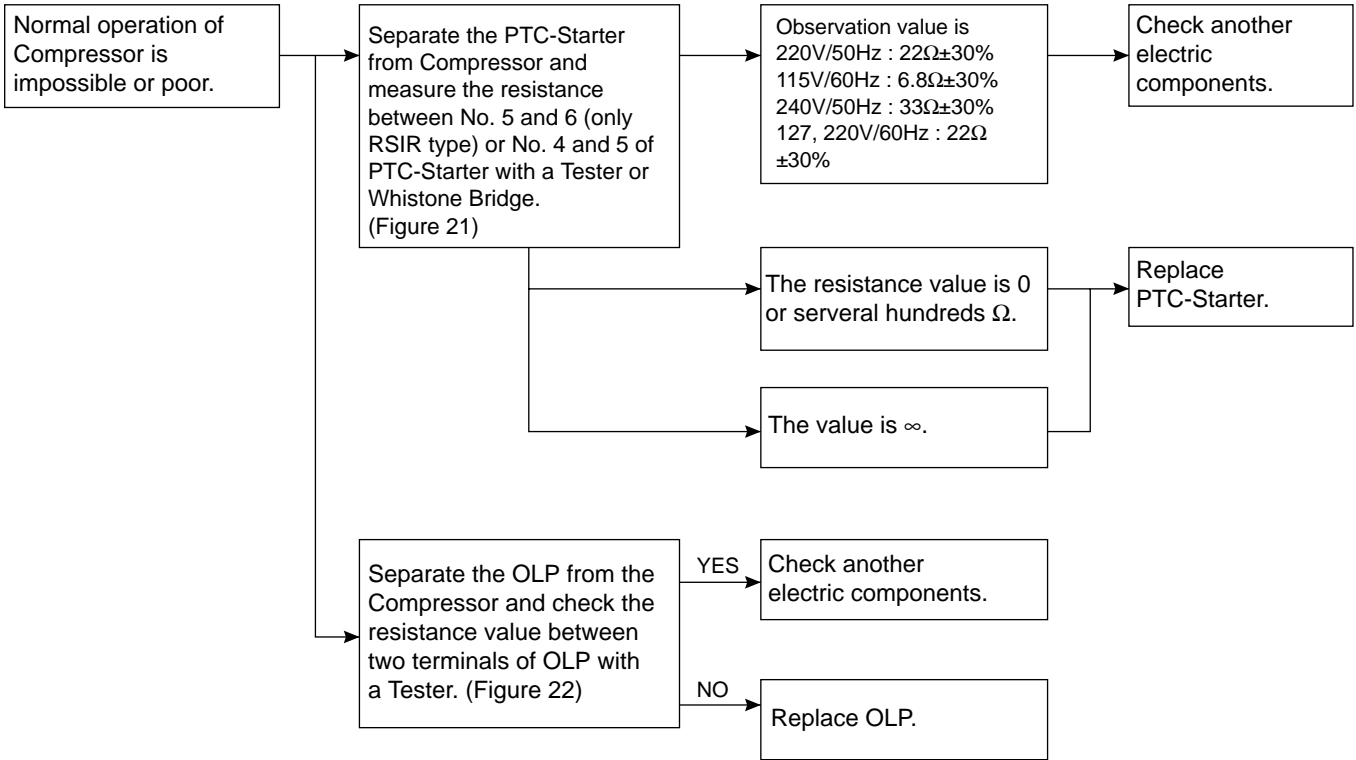 Normal operation of
Compressor is
impossible or poor.
Separate the PTC-Starter
from Compressor and
measure the resistance
between No. 5 and 6 (only
RSIR type) or No. 4 and 5 of
PTC-Starter with a Tester or
Whistone Bridge.
(Figure 21)
Observation value is
220V/50Hz : 22Ω±30%
115V/60Hz : 6.8Ω±30%
240V/50Hz : 33Ω±30%
127, 220V/60Hz : 22Ω
±30%
Check another
electric
components.
The resistance value is 0
or serveral hundreds Ω.
Replace
PTC-Starter.
The value is ∞.
Separate the OLP from the
Compressor and check the
resistance value between
two terminals of OLP with
a Tester. (Figure 22)
YES
Check another
electric components.
NO
Replace OLP.